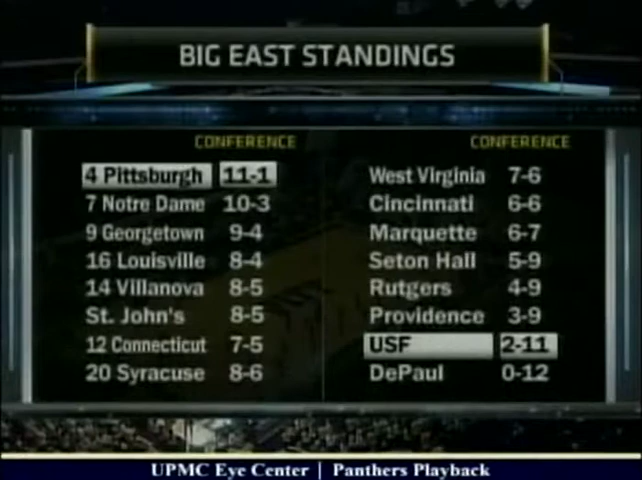 BIG EAST STANDINGS
CONFERENCE
4 Pittsburgh 11-1
7 Notre Dame 10-3
9 Georgetown 9-4
16 Louisville 8-4
14 Villanova 8-5
St. John's 8-5
12 Connecticut 7-5
20 Syracuse 8-6
CONFERENCE
West Virginia 7-6
Cincinnati 6-6
Marquette 6-7
Seton Hall 5-9
Rutgers 4-9
Providence 3-9
USF 2-11
DePaul 0-12
UPMC Eye Center | Panthers Playback